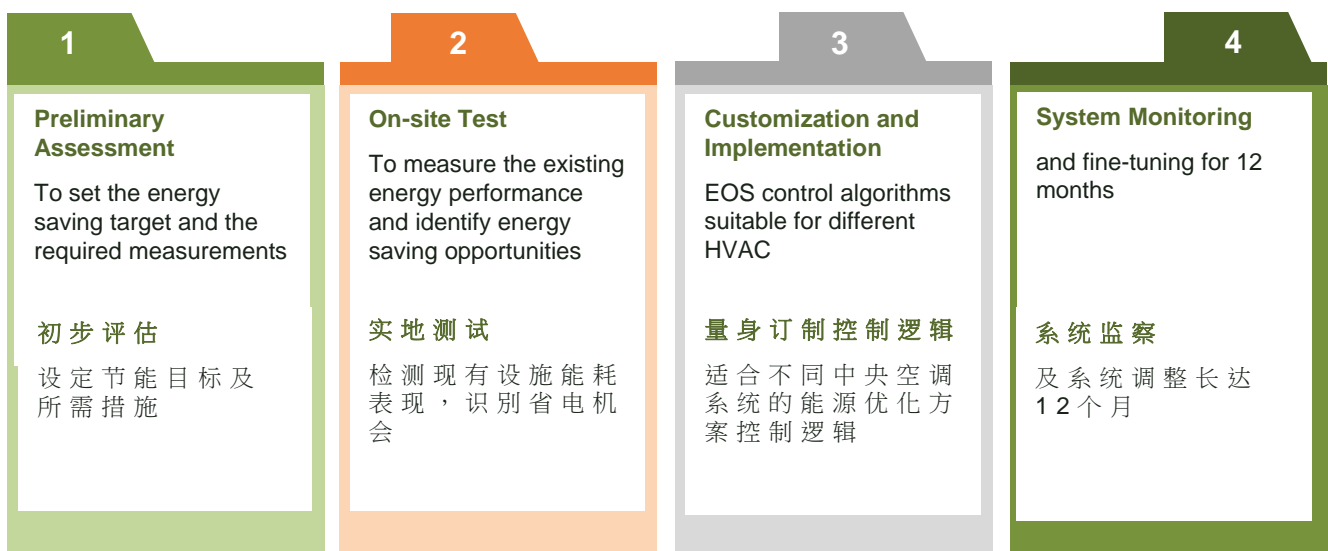 1
Preliminary
Assessment
To set the energy
saving target and the
required measurements
初步评估
设定节能目标及
所需措施
2
On-site Test
To measure the existing
energy performance
and identify energy
saving opportunities
实地测试
检测现有设施能耗
表现，识别省电机
会
3
Customization and
Implementation
EOS control algorithms
suitable for different
HVAC
量身订制控制逻辑
适合不同中央空调
系统的能源优化方
案控制逻辑
4
System Monitoring
and fine-tuning for 12
months
系统监察
及系统调整长达
12个月